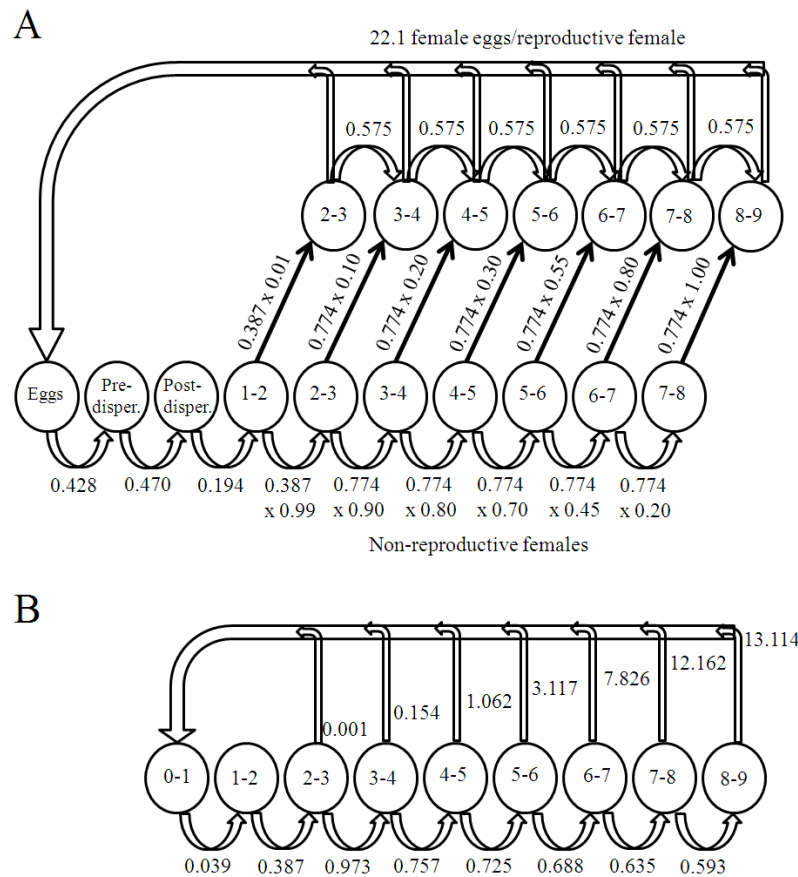 A
22.1 female eggs/reproductive female
0.575 0.575 0.575 0.575 0.575 0.575
2-3 3-4 4-5 5-6 6-7 7-8 8-9
0.387 x 0.01 0.774 x 0.10 0.774 x 0.20 0.774 x 0.30 0.774 x 0.55 0.774 x 0.80 0.774 x 1.00
Eggs Pre- Post- 1-2 2-3 3-4 4-5 5-6 6-7 7-8
disper. disper.
0.428 0.470 0.194 0.387 0.774 0.774 0.774 0.774 0.774
x 0.99 x 0.90 x 0.80 x 0.70 x 0.45 x 0.20
Non-reproductive females
B
0.001 0.154 1.062 3.117 7.826 12.162 13.114
0-1 1-2 2-3 3-4 4-5 5-6 6-7 7-8 8-9
0.039 0.387 0.973 0.757 0.725 0.688 0.635 0.593